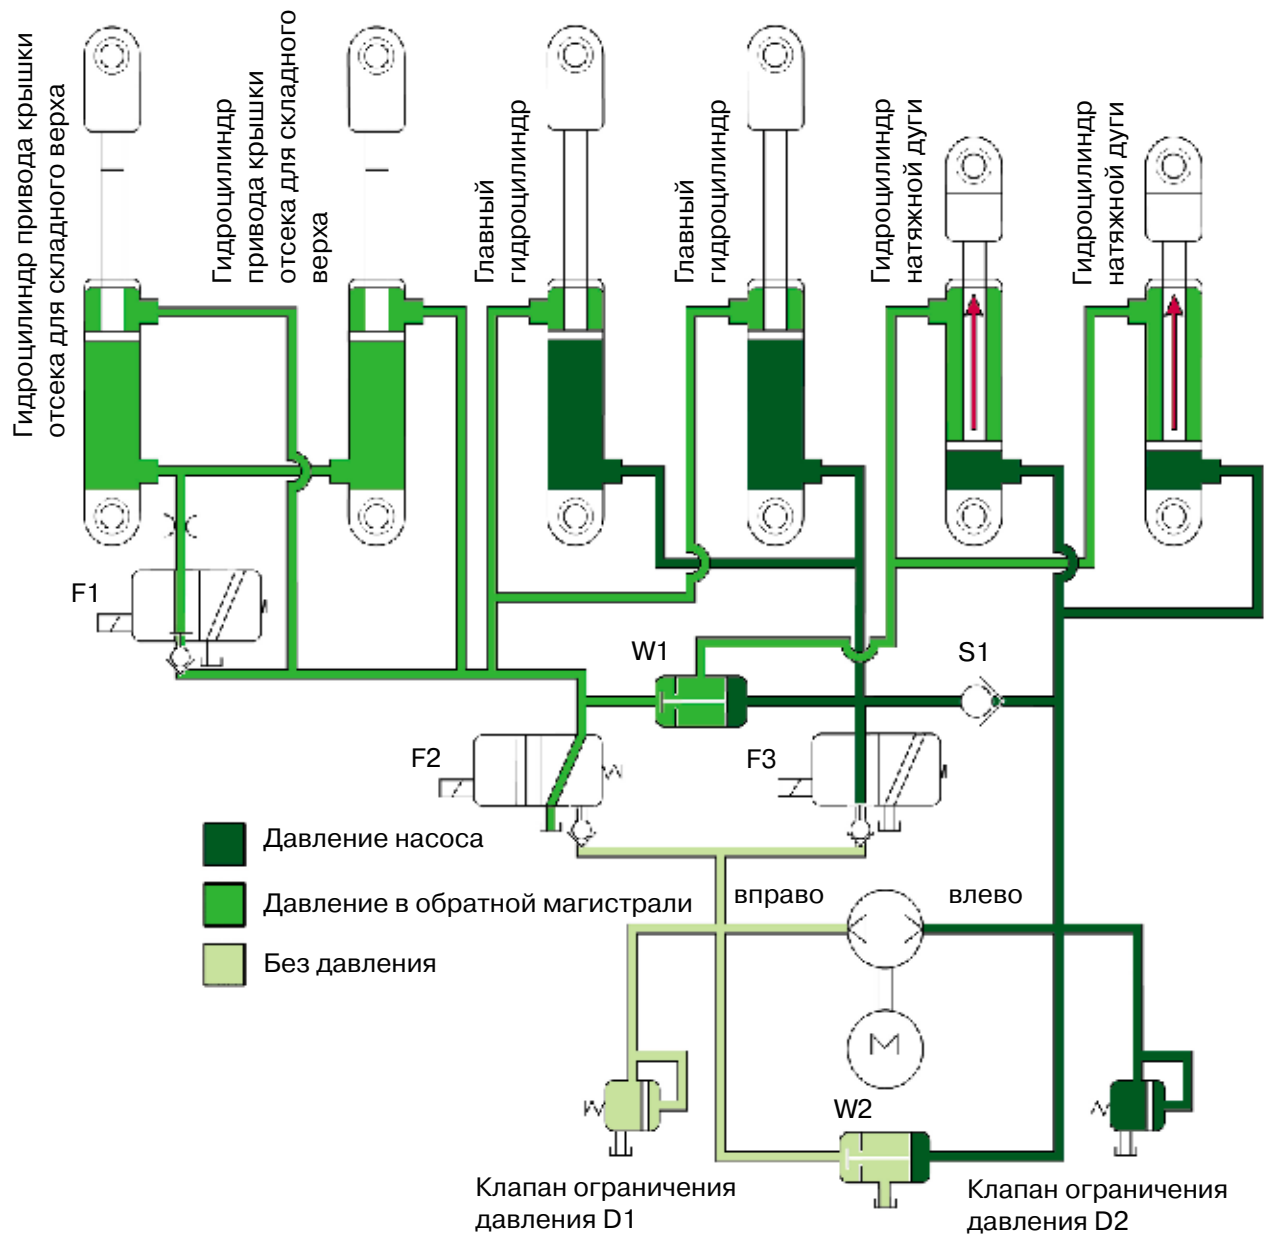 Гидроцилиндр привода крышки
отсека для складного верха
Гидроцилиндр
привода крышки
отсека для складного
верха
Главный
гидроцилиндр
Главный
гидроцилиндр
Гидроцилиндр
натяжной дуги
Гидроцилиндр
натяжной дуги
F1
W1
S1
F2
F3
Давление насоса
Давление в обратной магистрали
Без давления
вправо
влево
M
W2
Клапан ограничения
давления D1
Клапан ограничения
давления D2